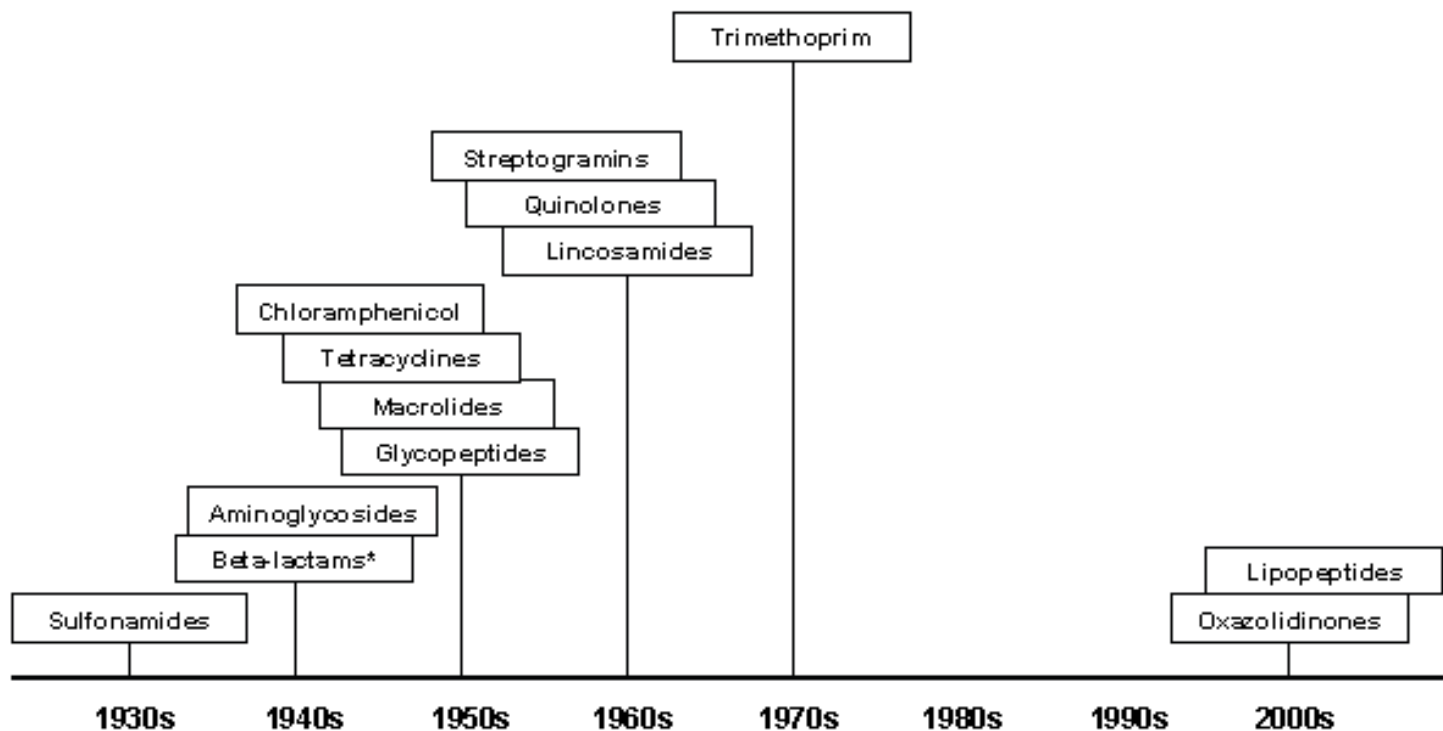 Trimethoprim
Streptogramins
Quinolones
Lincosamides
Chloramphenicol
Tetracyclines
Macrolides
Glycopeptides
Aminoglycosides
Beta-lactams*
Lipopeptides
Sulfonamides
Oxazolidinones
1930s 1940s 1950s 1960s 1970s 1980s 1990s 2000s